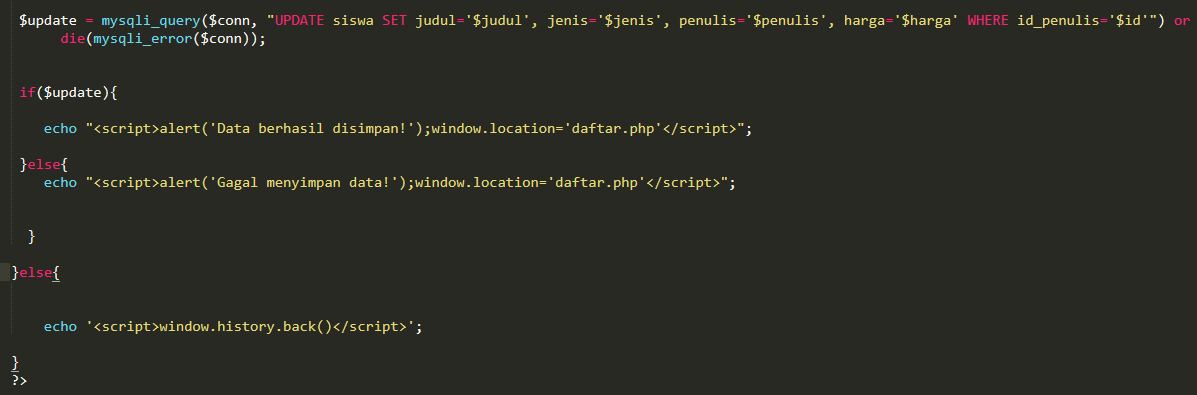 $update = mysqli_query($conn, "UPDATE siswa SET judul='$judul', jenis='$jenis', penulis='$penulis', harga='$harga' WHERE id_penulis='$id'") or
die(mysqli_error($conn));
if($update){
echo "<script>alert('Data berhasil disimpan!');window.location='daftar.php'</script>";
}else{
echo "<script>alert('Gagal menyimpan data!');window.location='daftar.php'</script>";
}
}else{
echo '<script>window.history.back()</script>';
}
?>